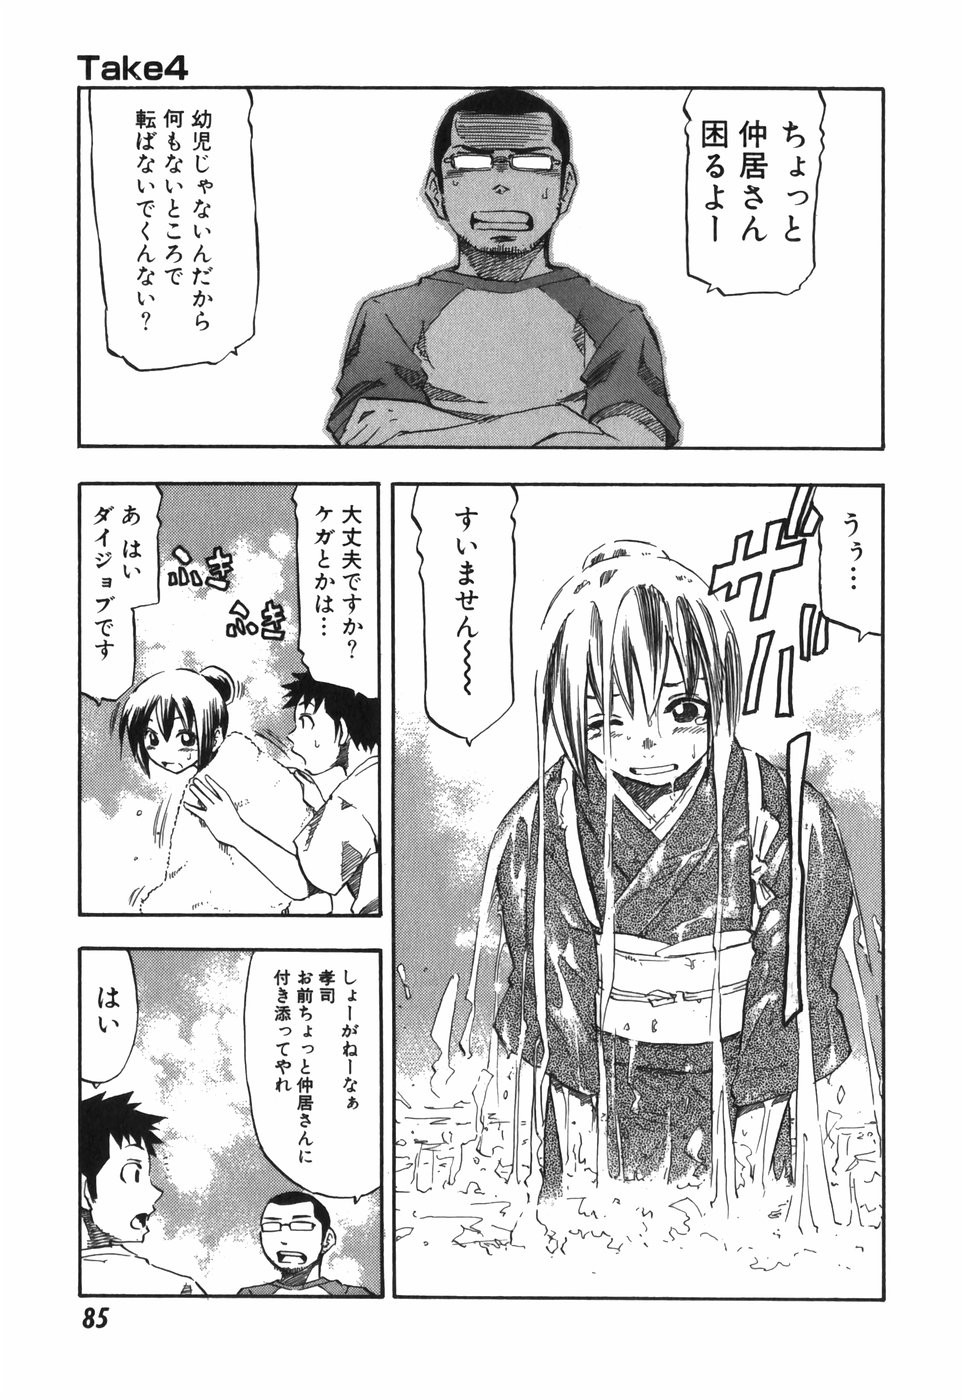 Take4
ちょっと
仲居さん
困るよー
幼児じゃないんだから
何もないところで
転ばないでくんない?
うぅ…
ザバババ
すいません〜〜〜
大丈夫ですか?
ケガとかは…
ふき
ふき
あ はい
ダイジョブです
しょーがねーなぁ
孝司
お前ちょっと仲居さんに
付き添ってやれ
はい
85